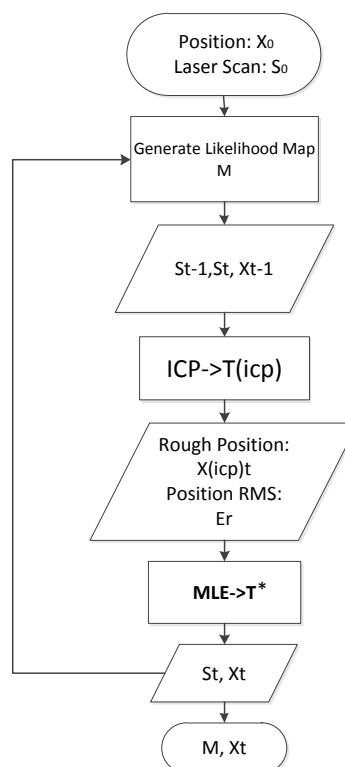 Position: X₀
Laser Scan: S₀
Generate Likelihood Map
M
St-1,St, Xt-1
ICP->T(icp)
Rough Position:
X(icp)t
Position RMS:
Er
MLE->T*
St, Xt
M, Xt